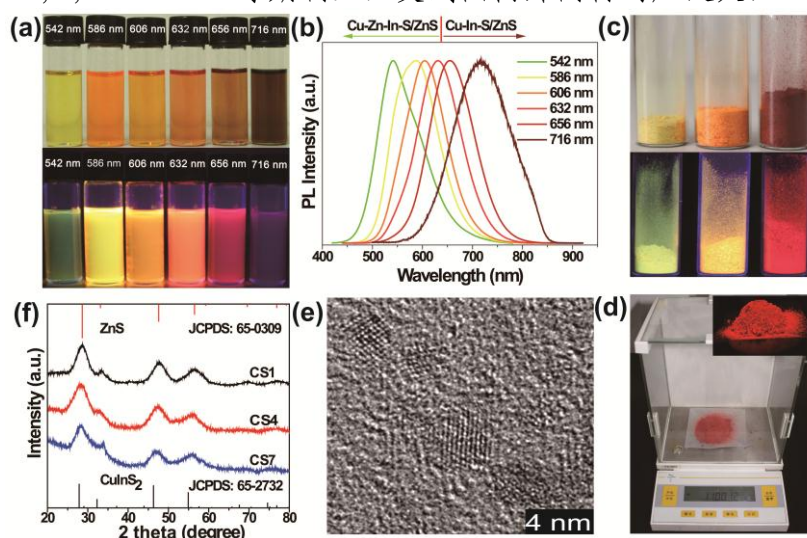 (a)
542 nm 586 nm 606 nm 632 nm 656 nm 716 nm
542 nm 586 nm 606 nm 632 nm 656 nm 716 nm
(b)
Cu-Zn-In-S/ZnS Cu-In-S/ZnS
542 nm
586 nm
606 nm
632 nm
656 nm
716 nm
PL Intensity (a.u.)
400 500 600 700 800 900
Wavelength (nm)
(c)
(f)
ZnS JCPDS: 65-0309
CS1
CS4
CS7
CuInS2 JCPDS: 65-2732
Intensity (a.u.)
20 30 40 50 60 70 80
2 theta (degree)
(e)
4 nm
(d)